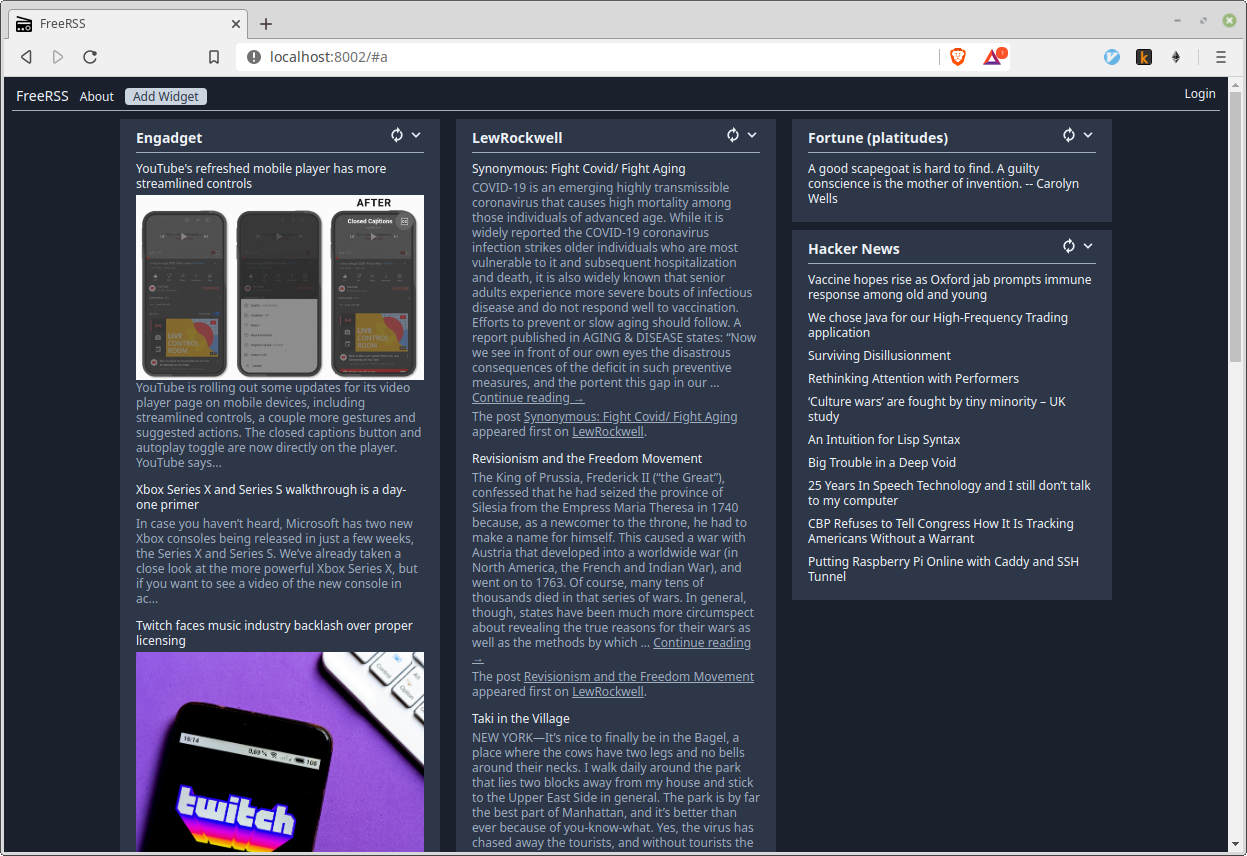 FreeRSS
localhost:8002/#a
1
k
FreeRSS About Add Widget
Login
Engadget
YouTube's refreshed mobile player has more
streamlined controls
AFTER
Closed Captions
LIVE
CONTROL
ROOM
LIVE
CONTROL
ROOM
YouTube is rolling out some updates for its video
player page on mobile devices, including
streamlined controls, a couple more gestures and
suggested actions. The closed captions button and
autoplay toggle are now directly on the player.
YouTube says...
Xbox Series X and Series S walkthrough is a day-
one primer
In case you haven’t heard, Microsoft has two new
Xbox consoles being released in just a few weeks,
the Series X and Series S. We’ve already taken a
close look at the more powerful Xbox Series X, but
if you want to see a video of the new console in
ac...
Twitch faces music industry backlash over proper
licensing
Control
Option
Alt
16:14
0,69 %
100
twitch
LewRockwell
Synonymous: Fight Covid/ Fight Aging
COVID-19 is an emerging highly transmissible
coronavirus that causes high mortality among
those individuals of advanced age. While it is
widely reported the COVID-19 coronavirus
infection strikes older individuals who are most
vulnerable to it and subsequent hospitalization
and death, it is also widely known that senior
adults experience more severe bouts of infectious
disease and do not respond well to vaccination.
Efforts to prevent or slow aging should follow. A
report published in AGING & DISEASE states: “Now
we see in front of our own eyes the disastrous
consequences of the deficit in such preventive
measures, and the portent this gap in our ...
Continue reading →
The post Synonymous: Fight Covid/ Fight Aging
appeared first on LewRockwell.
Revisionism and the Freedom Movement
The King of Prussia, Frederick II (“the Great”),
confessed that he had seized the province of
Silesia from the Empress Maria Theresa in 1740
because, as a newcomer to the throne, he had to
make a name for himself. This caused a war with
Austria that developed into a worldwide war (in
North America, the French and Indian War), and
went on to 1763. Of course, many tens of
thousands died in that series of wars. In general,
though, states have been much more circumspect
about revealing the true reasons for their wars as
well as the methods by which ... Continue reading
→
The post Revisionism and the Freedom Movement
appeared first on LewRockwell.
Taki in the Village
NEW YORK—It’s nice to finally be in the Bagel, a
place where the cows have two legs and no bells
around their necks. I walk daily around the park
that lies two blocks away from my house and stick
to the Upper East Side in general. The park is by far
the best part of Manhattan, and it’s better than
ever because of you-know-what. Yes, the virus has
chased away the tourists, and without tourists the
Fortune (platitudes)
A good scapegoat is hard to find. A guilty
conscience is the mother of invention. -- Carolyn
Wells
Hacker News
Vaccine hopes rise as Oxford jab prompts immune
response among old and young
We chose Java for our High-Frequency Trading
application
Surviving Disillusionment
Rethinking Attention with Performers
‘Culture wars’ are fought by tiny minority – UK
study
An Intuition for Lisp Syntax
Big Trouble in a Deep Void
25 Years In Speech Technology and I still don’t talk
to my computer
CBP Refuses to Tell Congress How It Is Tracking
Americans Without a Warrant
Putting Raspberry Pi Online with Caddy and SSH
Tunnel